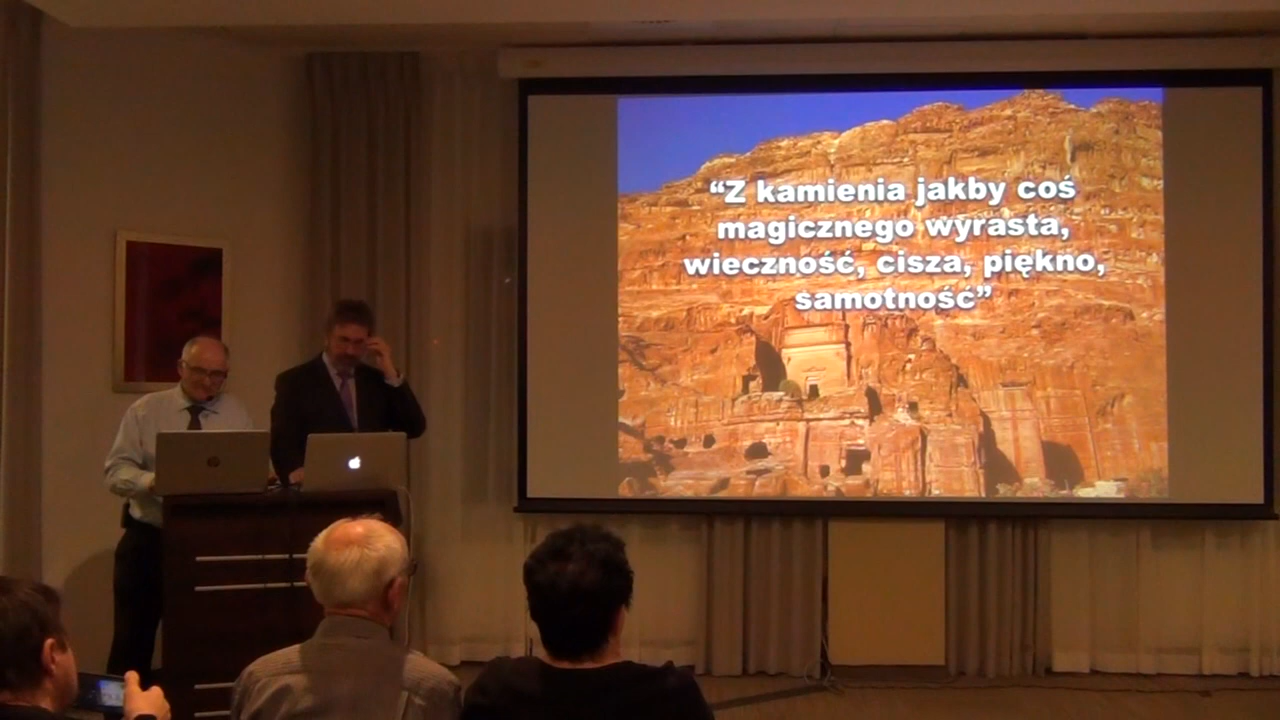 “Z kamienia jakby coś
magicznego wyrasta,
wieczność, cisza, piękno,
samotność”